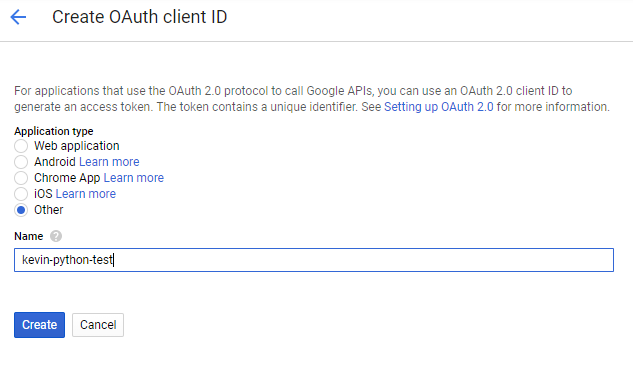 Create OAuth client ID
For applications that use the OAuth 2.0 protocol to call Google APIs, you can use an OAuth 2.0 client ID to
generate an access token. The token contains a unique identifier. See Setting up OAuth 2.0 for more information.
Application type
Web application
Android Learn more
Chrome App Learn more
iOS Learn more
Other
Name ?
kevin-python-test
Create Cancel